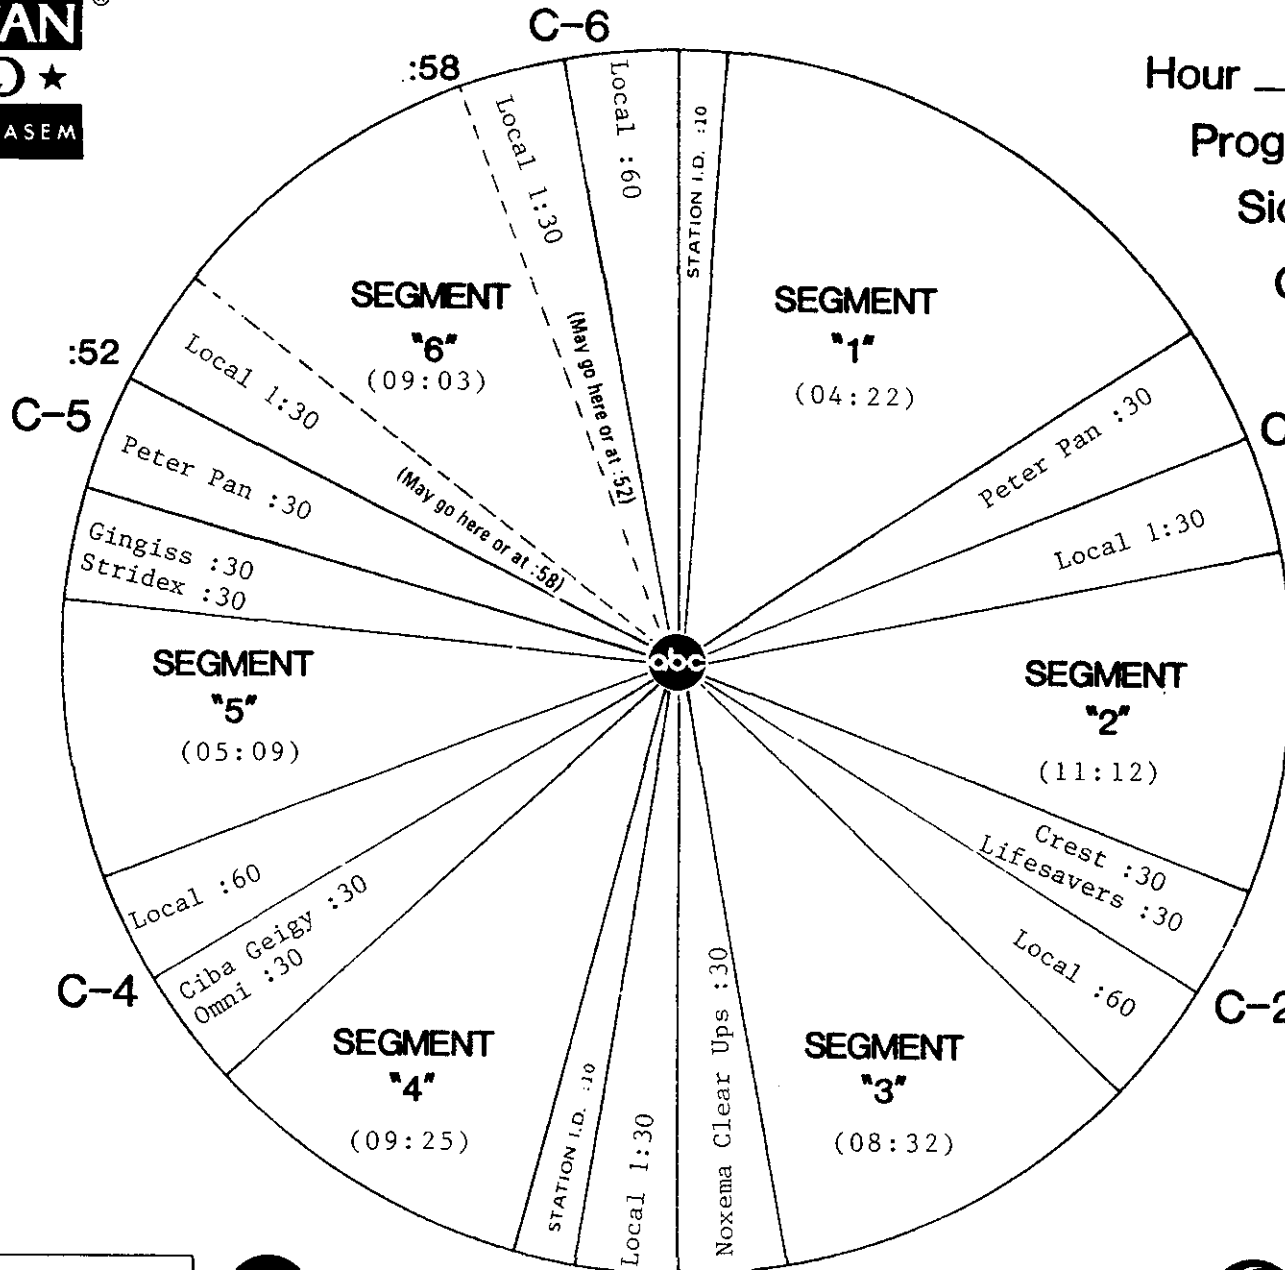 ®
C-6
:58
Hour
STATION I.D. :10
SEGMENT
"1"
(04:22)
Peter Pan :30
Local 1:30
SEGMENT
"2"
(11:12)
Crest :30
Lifesavers :30
Local :60
C-2
SEGMENT
"3"
(08:32)
Noxema Clear Ups :30
Local 1:30
STATION I.D. :10
SEGMENT
"4"
(09:25)
Ciba Geigy :30
Omni :30
C-4
Local :60
SEGMENT
"5"
(05:09)
Gingiss :30
Stridex :30
Peter Pan :30
C-5
:52
Local 1:30
(May go here or at :58)
SEGMENT
"6"
(09:03)
Local 1:30
(May go here or at :52)
Local :60
abc